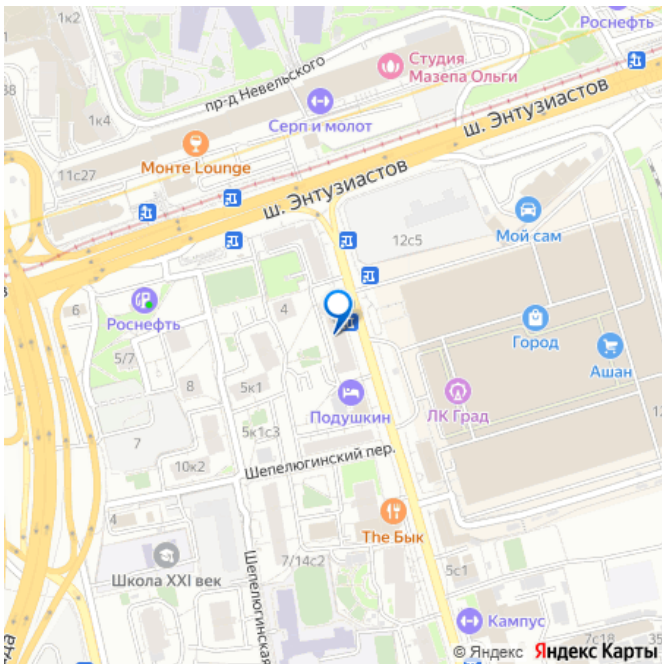 Роснефть
Студия
Мазепа Ольги
38
пр-д Невельского
1к4
Серп и молот
ш. Энтузиастов
Монте Lounge
11с27
ш. Энтузиастов
12с5
Мой сам
4
6
Роснефть
Город
5/7
Ашан
8
5к1
Подушкин
ЛК Град
5к1с3
7
10к2
Шепелюгинский пер.
4
The Бык
7/14с2
Школа XXI век
5с1
Шепелюгинская
Кампус
7с18
35
© Яндекс Яндекс Карты